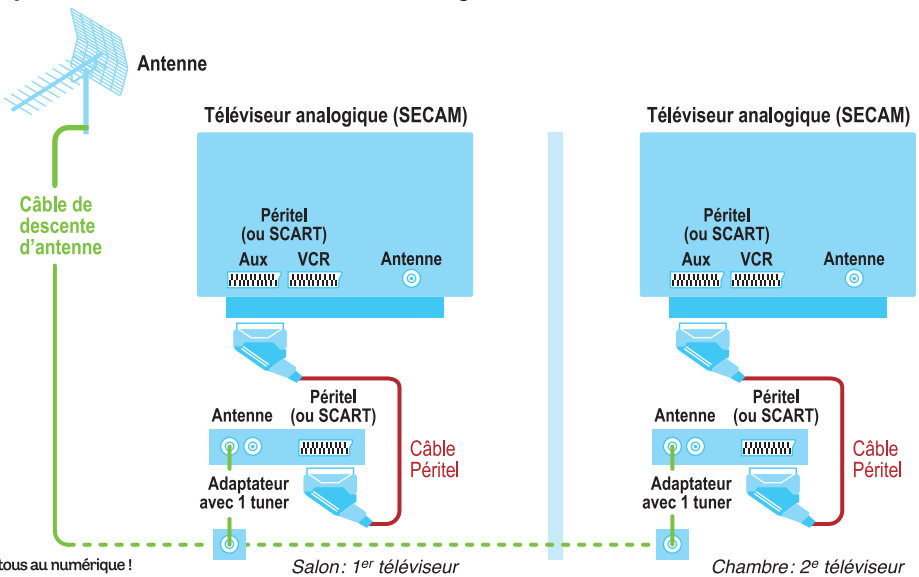 Antenne
Téléviseur analogique (SECAM)
Téléviseur analogique (SECAM)
Câble de
descente
d'antenne
Péritel
(ou SCART)
Aux VCR Antenne
Péritel
(ou SCART)
Aux VCR Antenne
Antenne
Péritel
(ou SCART)
Câble
Péritel
Adaptateur
avec 1 tuner
Antenne
Péritel
(ou SCART)
Câble
Péritel
Adaptateur
avec 1 tuner
tous au numérique !
Salon : 1er téléviseur
Chambre : 2e téléviseur